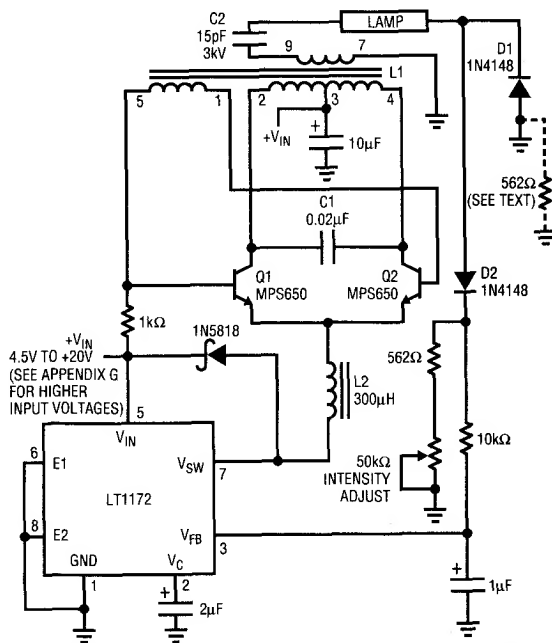 C2
15pF
3kV
LAMP
D1
1N4148
9
7
L1
5
1
2
3
4
+VIN
+
10µF
562Ω
(SEE TEXT)
C1
0.02µF
Q1
MPS650
Q2
MPS650
D2
1N4148
1kΩ
1N5818
+VIN
4.5V TO +20V
(SEE APPENDIX G
FOR HIGHER
INPUT VOLTAGES)
562Ω
L2
300µH
10kΩ
50kΩ
INTENSITY
ADJUST
5
VIN
6
E1
VSW
7
LT1172
8
E2
VFB
3
GND
VC
1
2
+
2µF
+
1µF